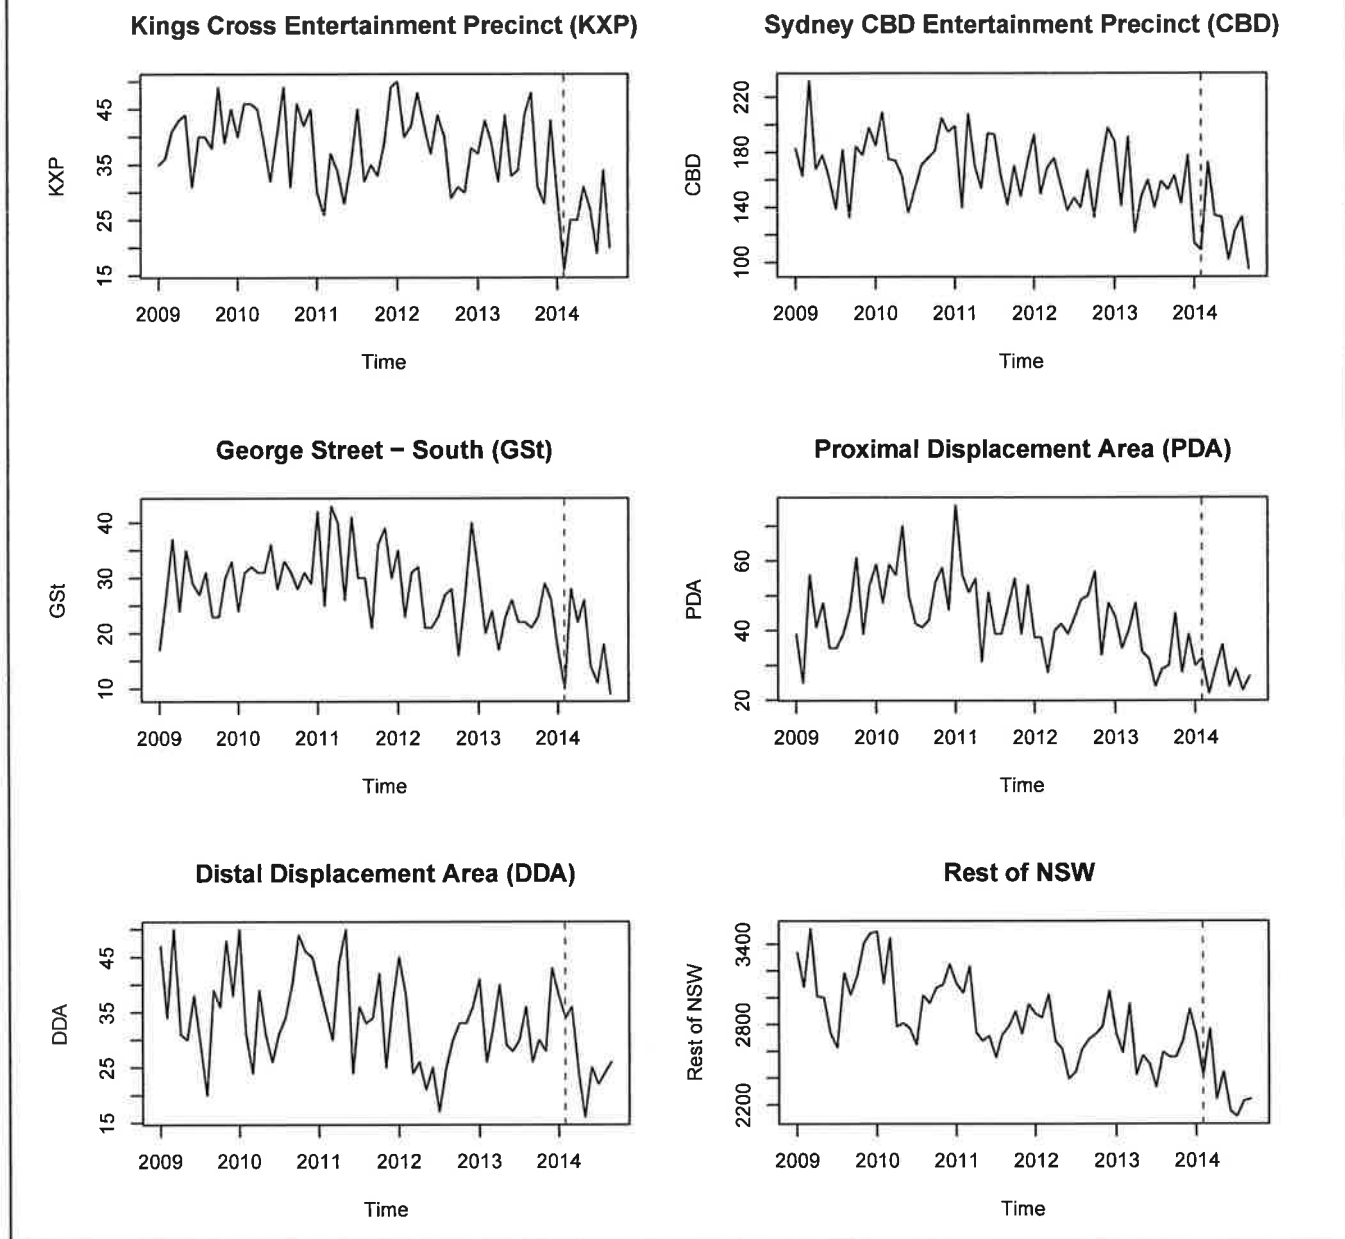 Kings Cross Entertainment Precinct (KXP)
KXP
45
35
25
15
2009 2010 2011 2012 2013 2014
Time
Sydney CBD Entertainment Precinct (CBD)
CBD
220
180
140
100
2009 2010 2011 2012 2013 2014
Time
George Street − South (GSt)
GSt
40
30
20
10
2009 2010 2011 2012 2013 2014
Time
Proximal Displacement Area (PDA)
PDA
60
40
20
2009 2010 2011 2012 2013 2014
Time
Distal Displacement Area (DDA)
DDA
45
35
25
15
2009 2010 2011 2012 2013 2014
Time
Rest of NSW
Rest of NSW
3400
2800
2200
2009 2010 2011 2012 2013 2014
Time